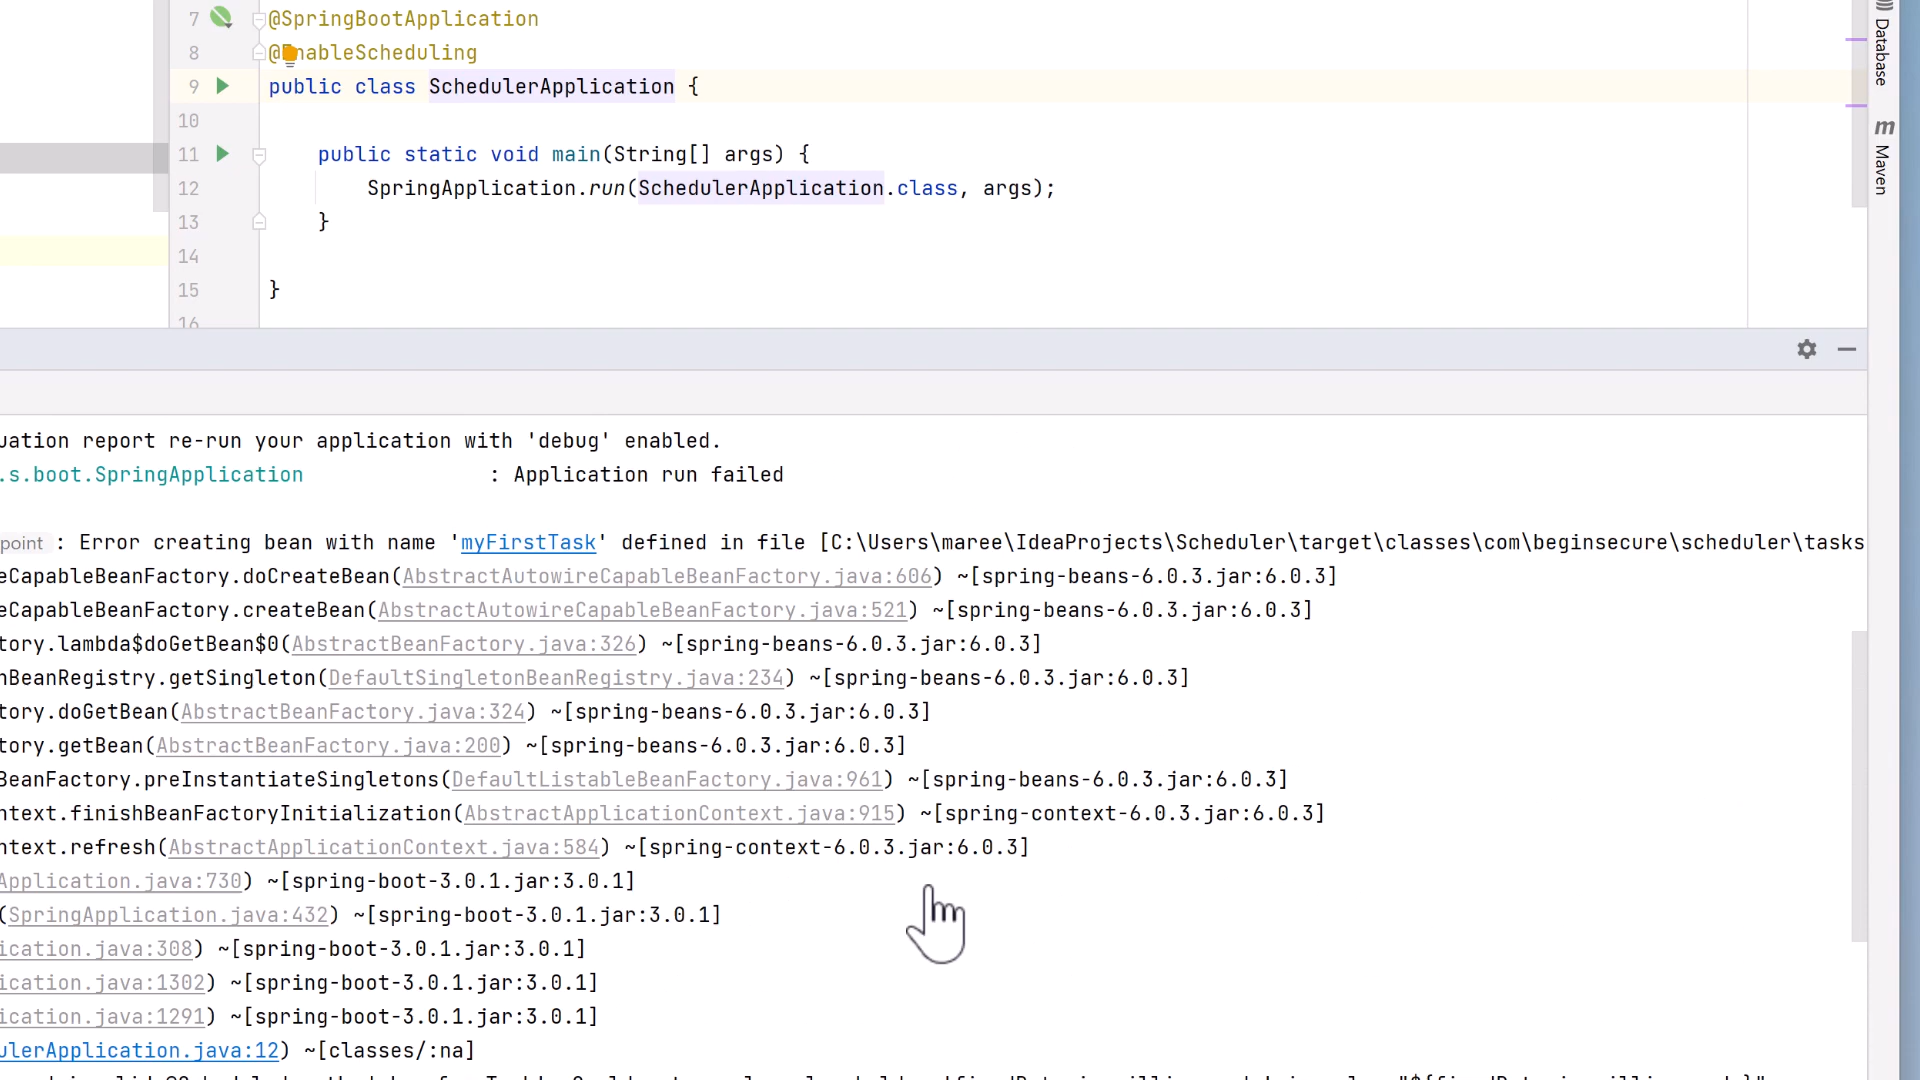 7 @SpringBootApplication
8 @EnableScheduling
9 public class SchedulerApplication {
10
11 public static void main(String[] args) {
12 SpringApplication.run(SchedulerApplication.class, args);
13 }
14
15 }
16
Database
m Maven
uation report re-run your application with 'debug' enabled.
.s.boot.SpringApplication : Application run failed
point : Error creating bean with name 'myFirstTask' defined in file [C:\Users\maree\IdeaProjects\Scheduler\target\classes\com\beginsecure\scheduler\tasks
eCapableBeanFactory.doCreateBean(AbstractAutowireCapableBeanFactory.java:606) ~[spring-beans-6.0.3.jar:6.0.3]
eCapableBeanFactory.createBean(AbstractAutowireCapableBeanFactory.java:521) ~[spring-beans-6.0.3.jar:6.0.3]
tory.lambda$doGetBean$0(AbstractBeanFactory.java:326) ~[spring-beans-6.0.3.jar:6.0.3]
nBeanRegistry.getSingleton(DefaultSingletonBeanRegistry.java:234) ~[spring-beans-6.0.3.jar:6.0.3]
tory.doGetBean(AbstractBeanFactory.java:324) ~[spring-beans-6.0.3.jar:6.0.3]
tory.getBean(AbstractBeanFactory.java:200) ~[spring-beans-6.0.3.jar:6.0.3]
BeanFactory.preInstantiateSingletons(DefaultListableBeanFactory.java:961) ~[spring-beans-6.0.3.jar:6.0.3]
ntext.finishBeanFactoryInitialization(AbstractApplicationContext.java:915) ~[spring-context-6.0.3.jar:6.0.3]
ntext.refresh(AbstractApplicationContext.java:584) ~[spring-context-6.0.3.jar:6.0.3]
Application.java:730) ~[spring-boot-3.0.1.jar:3.0.1]
(SpringApplication.java:432) ~[spring-boot-3.0.1.jar:3.0.1]
ication.java:308) ~[spring-boot-3.0.1.jar:3.0.1]
ication.java:1302) ~[spring-boot-3.0.1.jar:3.0.1]
ication.java:1291) ~[spring-boot-3.0.1.jar:3.0.1]
ulerApplication.java:12) ~[classes/:na]